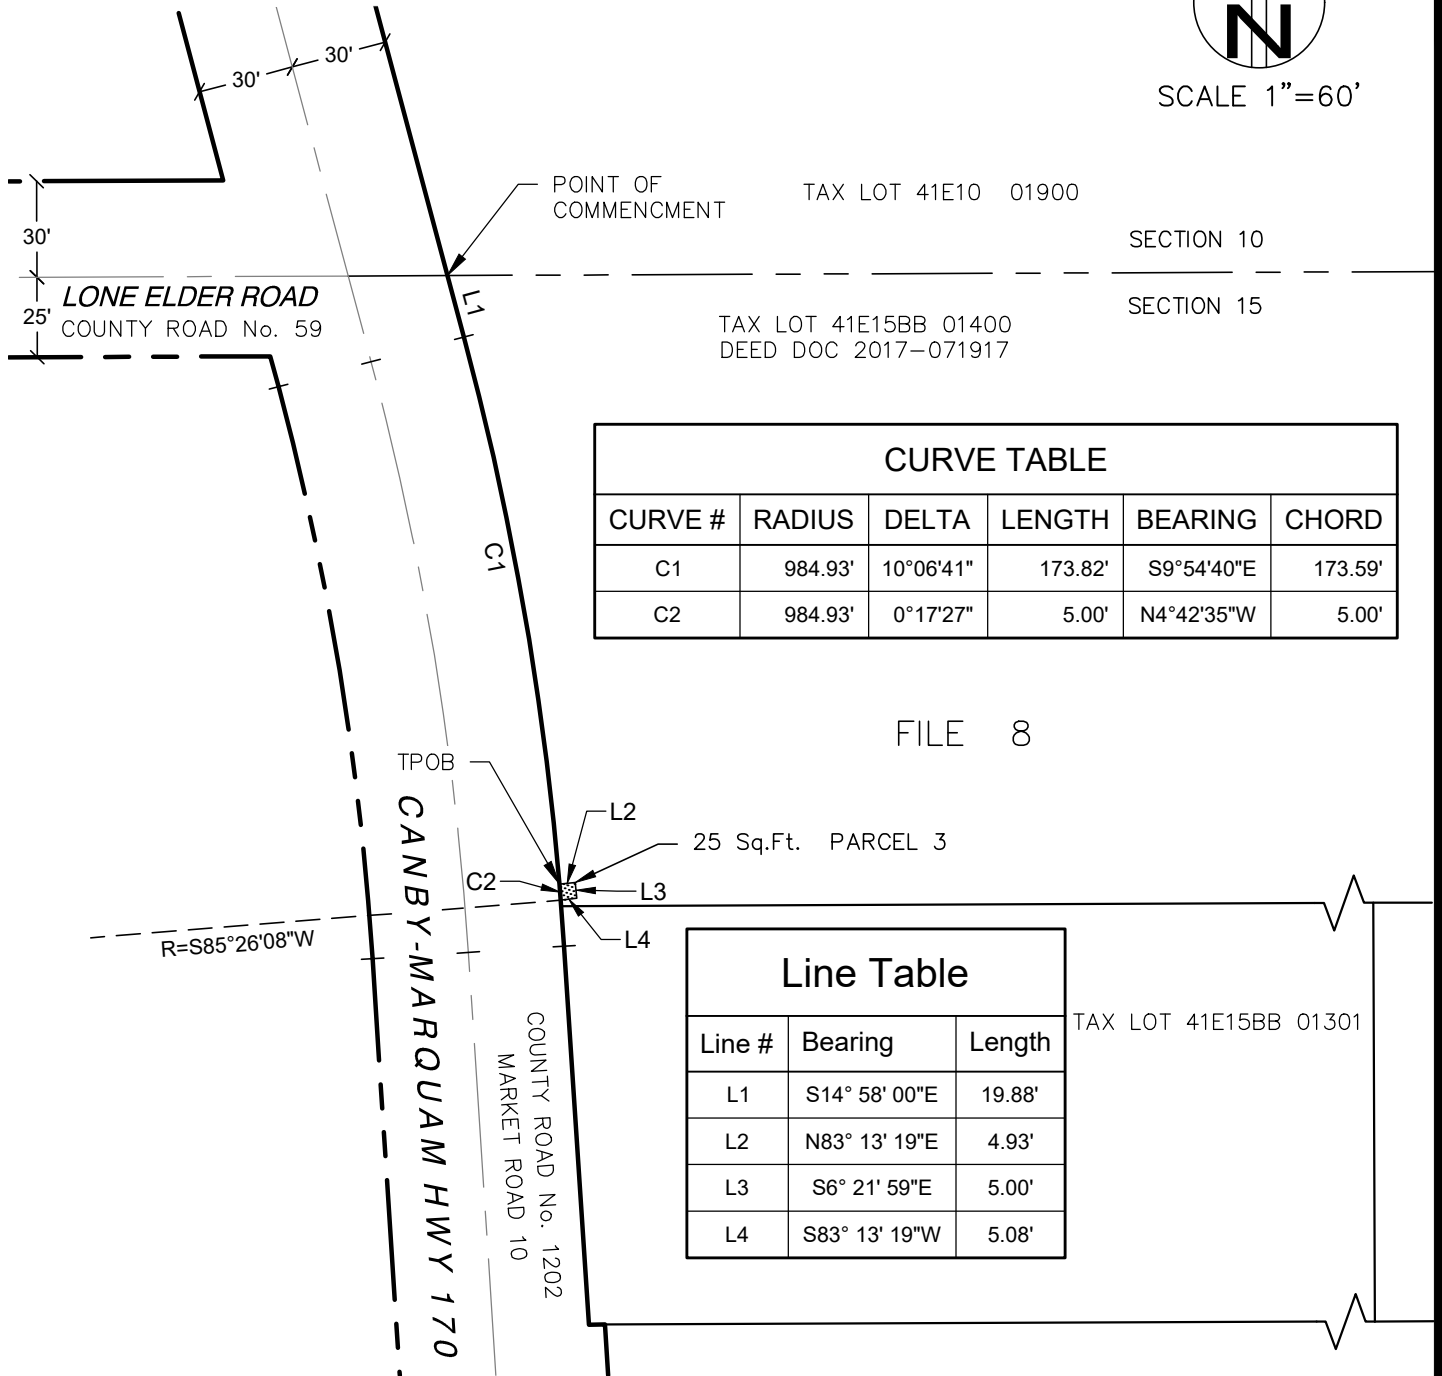 N
SCALE 1"=60'
30'
30'
POINT OF
COMMENCMENT
TAX LOT 41E10 01900
30'
SECTION 10
25'
LONE ELDER ROAD
COUNTY ROAD No. 59
L1
SECTION 15
TAX LOT 41E15BB 01400
DEED DOC 2017-071917
CURVE TABLE
CURVE # RADIUS DELTA LENGTH BEARING CHORD
C1 984.93' 10°06'41" 173.82' S9°54'40"E 173.59'
C2 984.93' 0°17'27" 5.00' N4°42'35"W 5.00'
C1
FILE 8
TPOB
L2
25 Sq.Ft. PARCEL 3
C2
L3
L4
R=S85°26'08"W
CANBY-MARQUAM HWY 170
COUNTY ROAD No. 1202
MARKET ROAD 10
Line Table
Line # Bearing Length
L1 S14° 58' 00"E 19.88'
L2 N83° 13' 19"E 4.93'
L3 S6° 21' 59"E 5.00'
L4 S83° 13' 19"W 5.08'
TAX LOT 41E15BB 01301